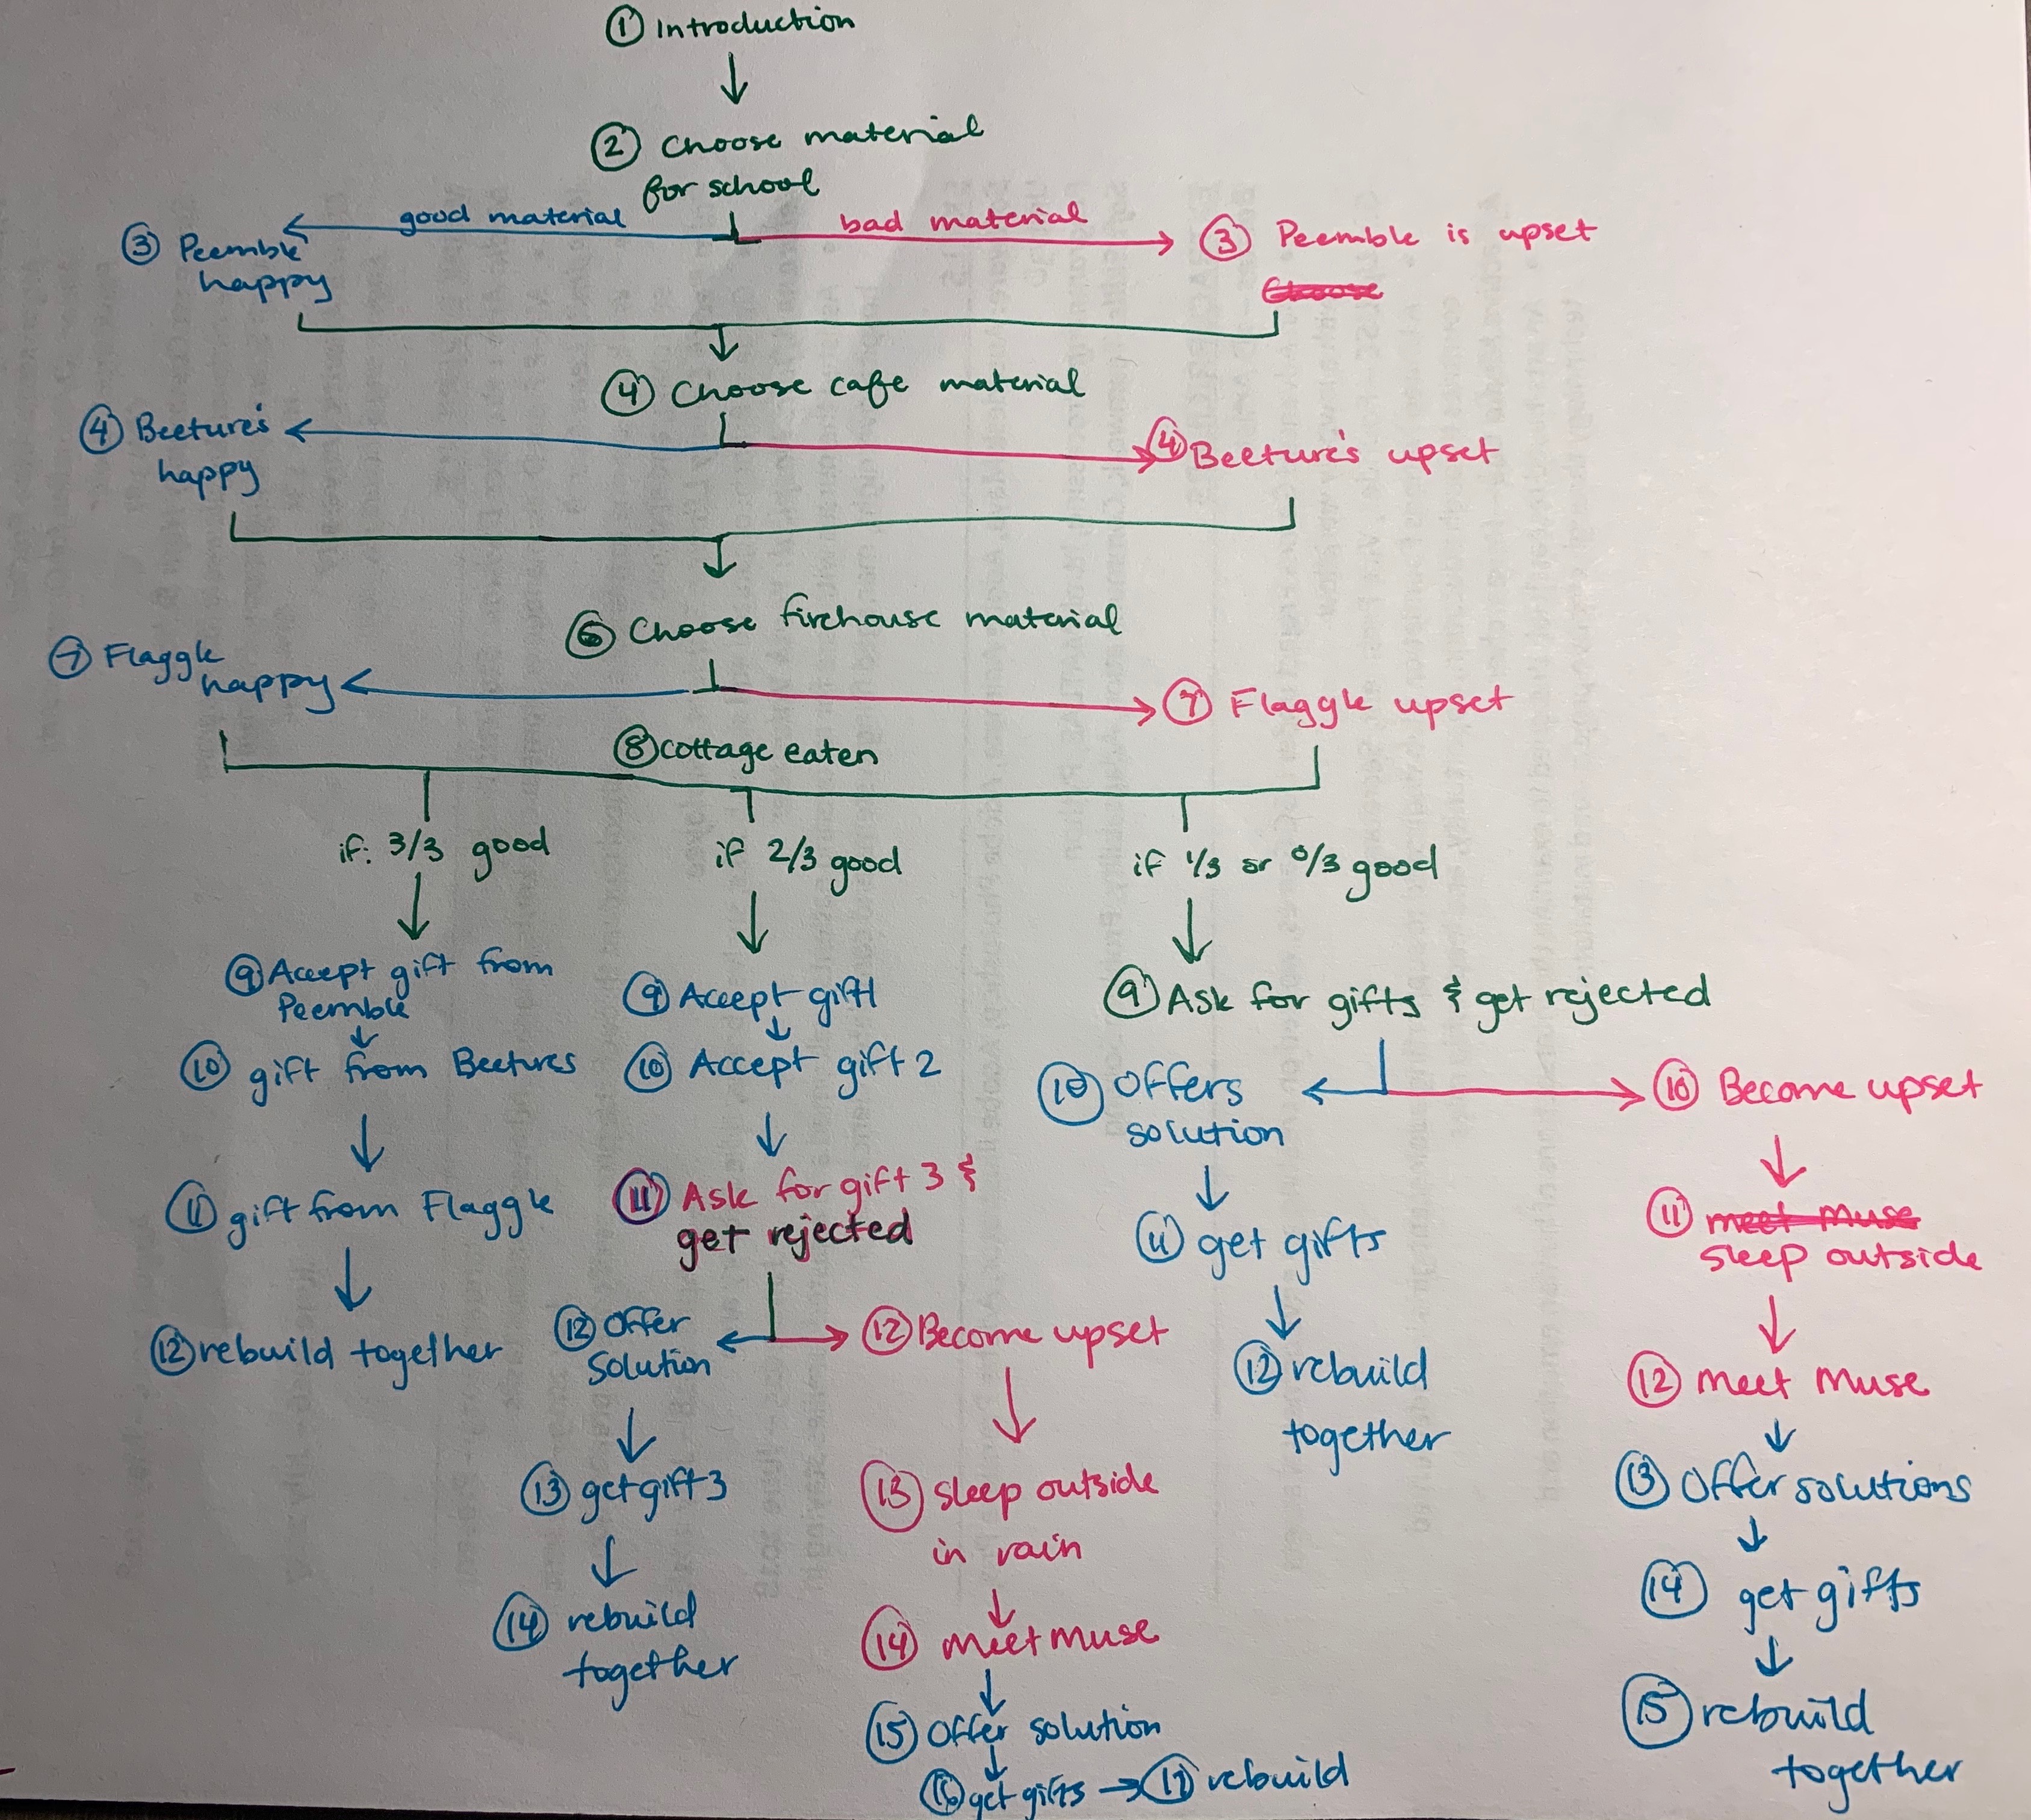 ① Introduction
② Choose material
for school
good material
bad material
③ Peemble
happy
③ Peemble is upset
Choose
④ Choose cafe material
④ Beeture's
happy
④ Beeture's upset
⑥ Choose firehouse material
⑦ Flaggle
happy
⑦ Flaggle upset
⑧ cottage eaten
if: 3/3 good
if 2/3 good
if 1/3 or 0/3 good
⑨ Accept gift from
Peemble
⑩ gift from Beetures
⑪ gift from Flaggle
⑫ rebuild together
⑨ Accept gift 1
⑩ Accept gift 2
⑪ Ask for gift 3 &
get rejected
⑫ Offer
Solution
⑬ get gift 3
⑭ rebuild
together
⑫ Become upset
⑬ sleep outside
in rain
⑭ meet muse
⑮ Offer solution
⑯ get gifts → ⑰ rebuild
⑨ Ask for gifts & get rejected
⑩ Offers
solution
⑪ get gifts
⑫ rebuild
together
⑩ Become upset
⑪ meet muse
sleep outside
⑫ meet muse
⑬ Offer solutions
⑭ get gifts
⑮ rebuild
together